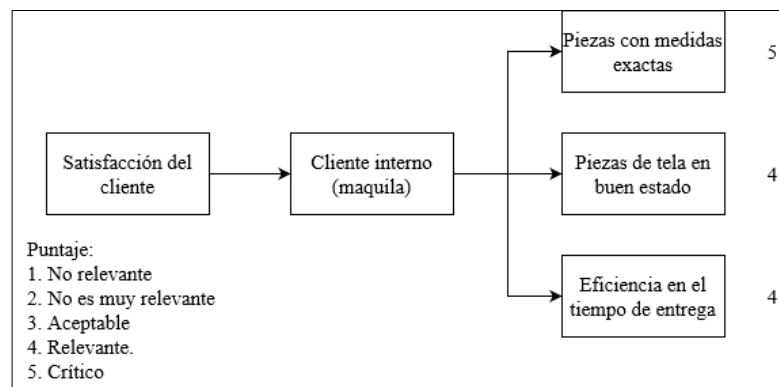 Piezas con medidas
exactas
5
Satisfacción del
cliente
Cliente interno
(maquila)
Piezas de tela en
buen estado
4
Eficiencia en el
tiempo de entrega
4
Puntaje:
1. No relevante
2. No es muy relevante
3. Aceptable
4. Relevante.
5. Crítico